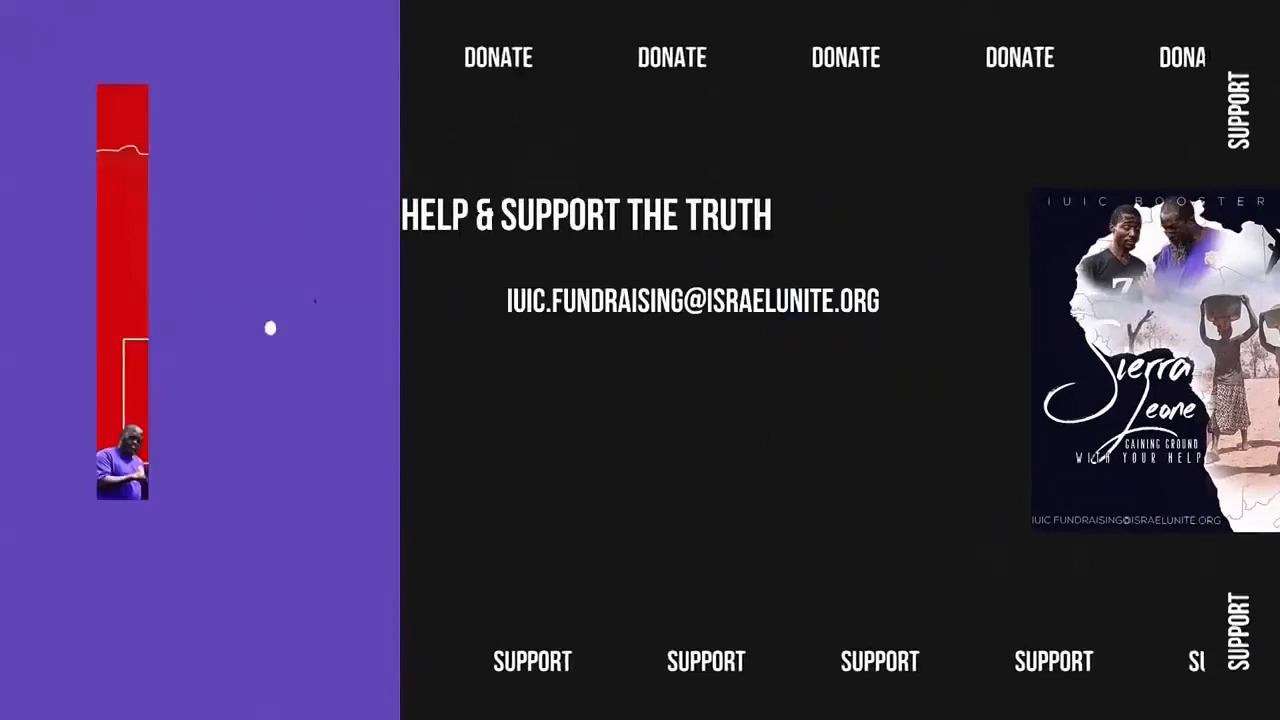 DONATE DONATE DONATE DONATE DONA
SUPPORT
HELP & SUPPORT THE TRUTH
IUIC.FUNDRAISING@ISRAELUNITE.ORG
IUIC BOOSTER
7
Sierra
Leone
GAINING GROUND
WITH YOUR HELP
IUIC.FUNDRAISING@ISRAELUNITE.ORG
SUPPORT SUPPORT SUPPORT SUPPORT SU
SUPPORT